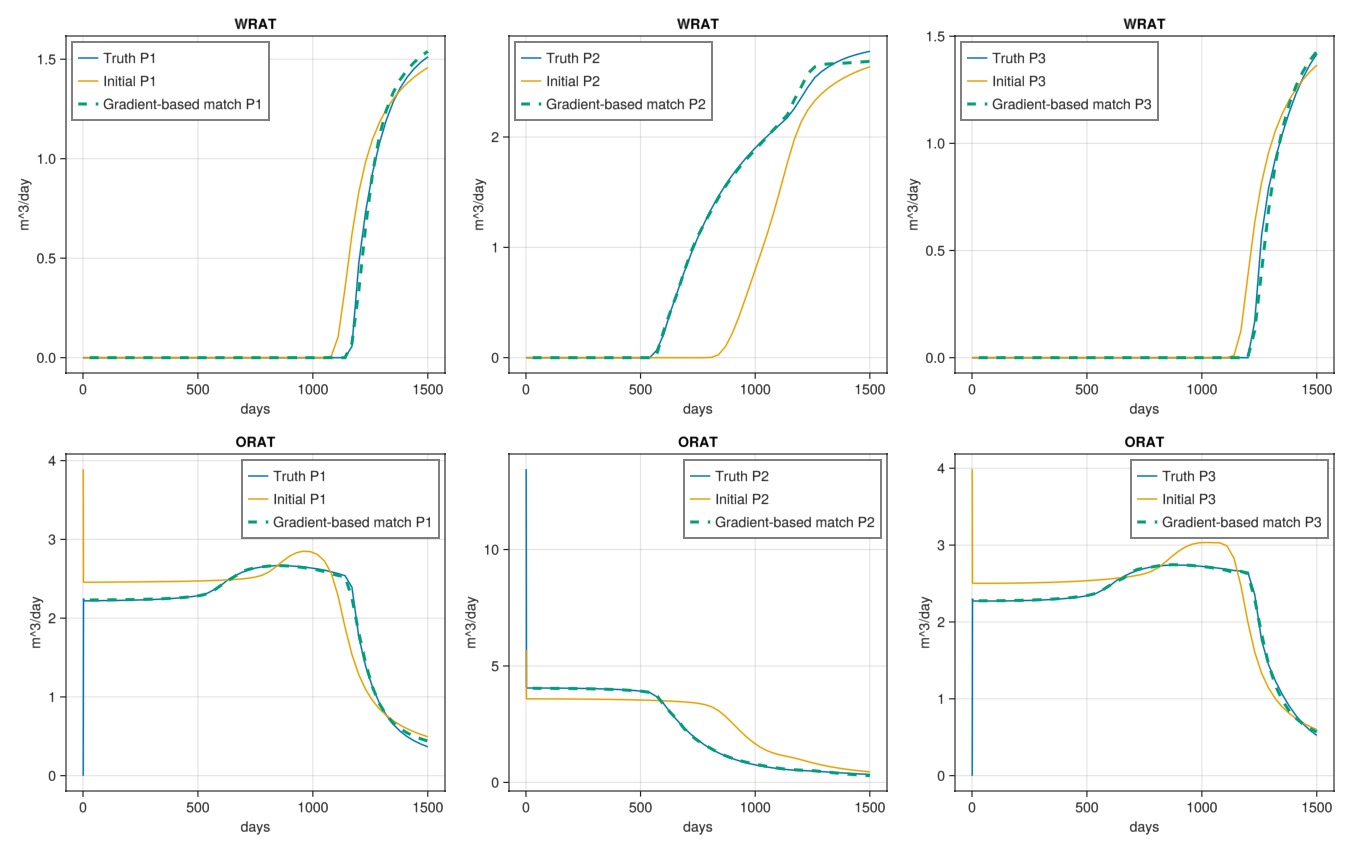 WRAT
Truth P1
Initial P1
Gradient-based match P1
1.5
1.0
0.5
0.0
m^3/day
0 500 1000 1500
days
WRAT
Truth P2
Initial P2
Gradient-based match P2
2
1
0
m^3/day
0 500 1000 1500
days
WRAT
Truth P3
Initial P3
Gradient-based match P3
1.5
1.0
0.5
0.0
m^3/day
0 500 1000 1500
days
ORAT
Truth P1
Initial P1
Gradient-based match P1
4
3
2
1
0
m^3/day
0 500 1000 1500
days
ORAT
Truth P2
Initial P2
Gradient-based match P2
10
5
0
m^3/day
0 500 1000 1500
days
ORAT
Truth P3
Initial P3
Gradient-based match P3
4
3
2
1
0
m^3/day
0 500 1000 1500
days